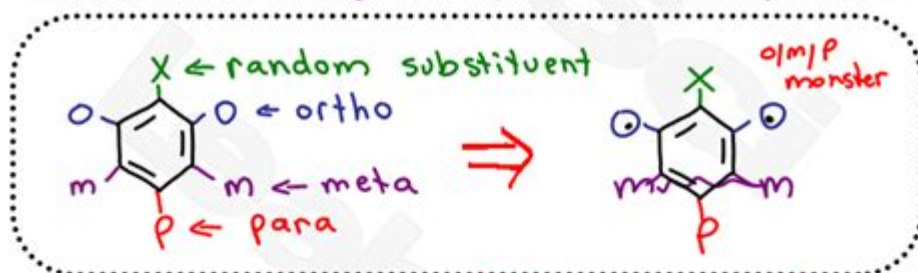 X ← random substituent
O O ← ortho
m m ← meta
P ← para
⇒
o/m/p
monster
X
O O
m m
P